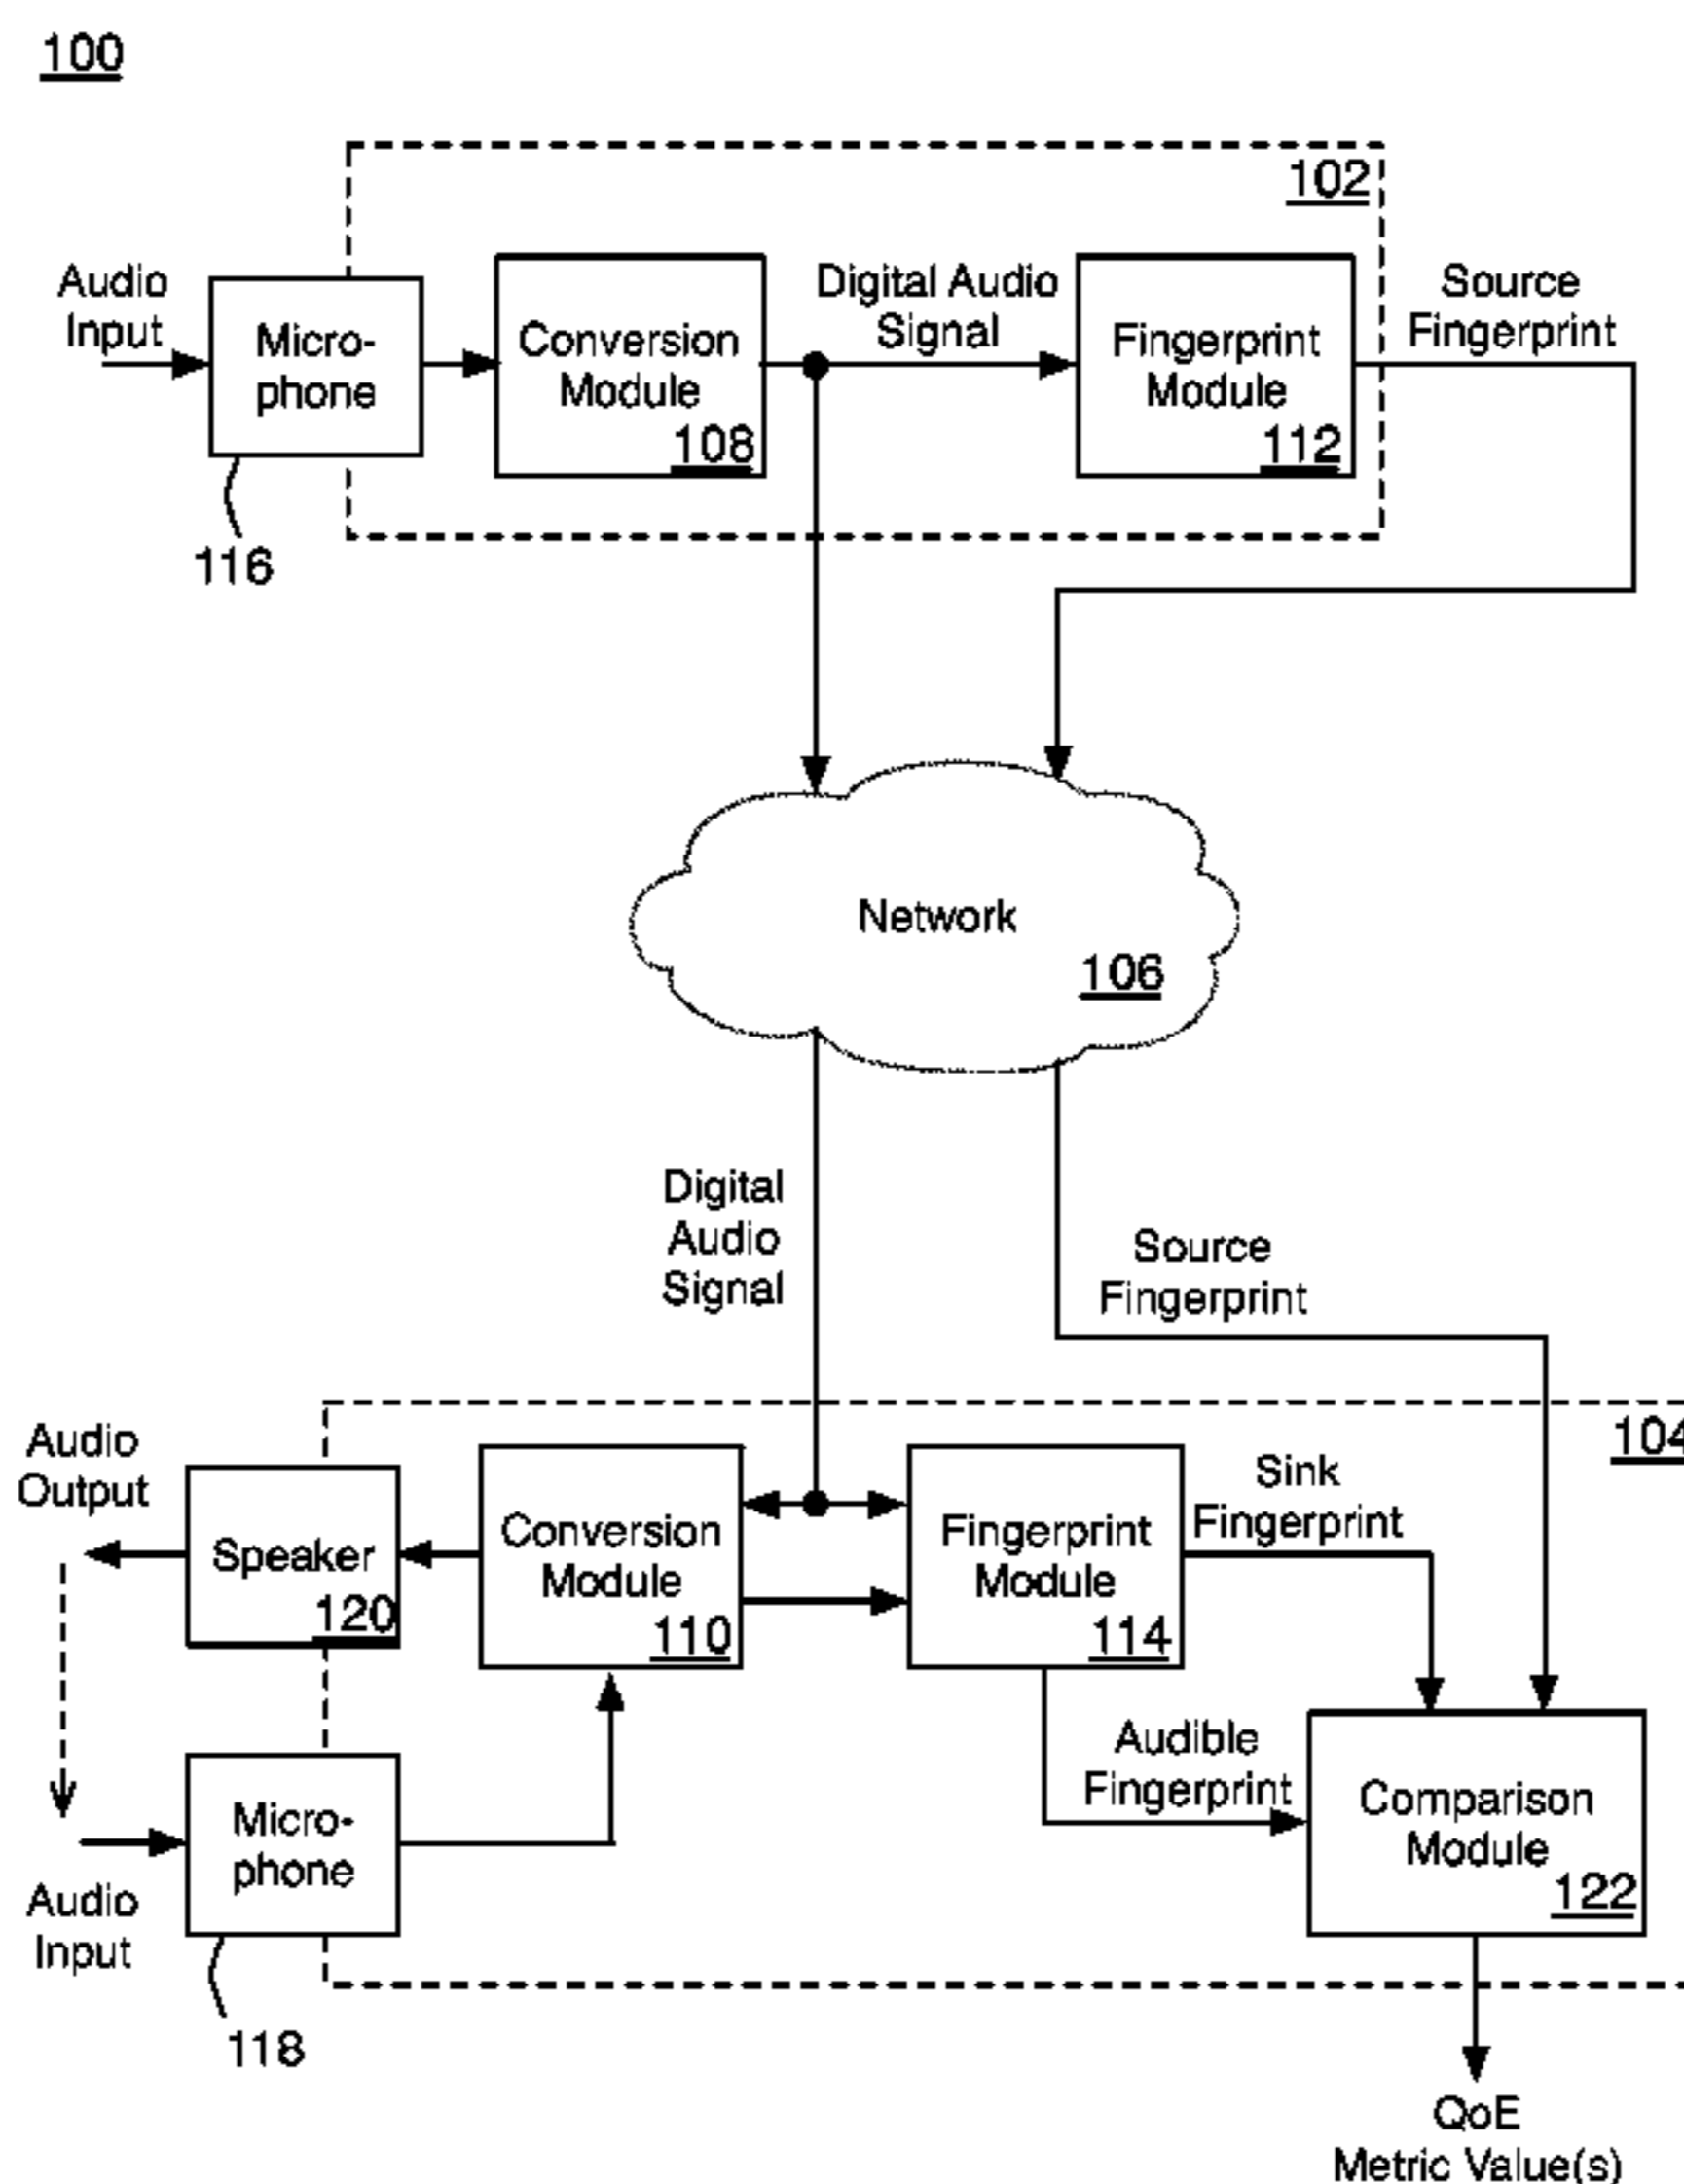 100
102
Audio
Input
Micro-
phone
116
Conversion
Module
108
Digital Audio
Signal
Fingerprint
Module
112
Source
Fingerprint
Network
106
Digital
Audio
Signal
Source
Fingerprint
104
Audio
Output
Speaker
120
Conversion
Module
110
Fingerprint
Module
114
Sink
Fingerprint
Audible
Fingerprint
Audio
Input
Micro-
phone
118
Comparison
Module
122
QoE
Metric Value(s)